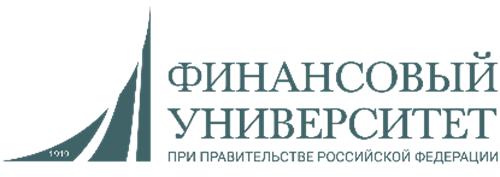 ФИНАНСОВЫЙ
УНИВЕРСИТЕТ
ПРИ ПРАВИТЕЛЬСТВЕ РОССИЙСКОЙ ФЕДЕРАЦИИ
1919